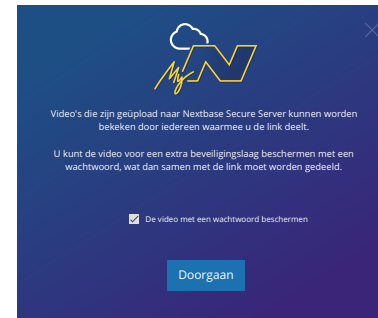 MyN
Video's die zijn geüpload naar Nextbase Secure Server kunnen worden
bekeken door iedereen waarmee u de link deelt.
U kunt de video voor een extra beveiligingslaag beschermen met een
wachtwoord, wat dan samen met de link moet worden gedeeld.
De video met een wachtwoord beschermen
Doorgaan